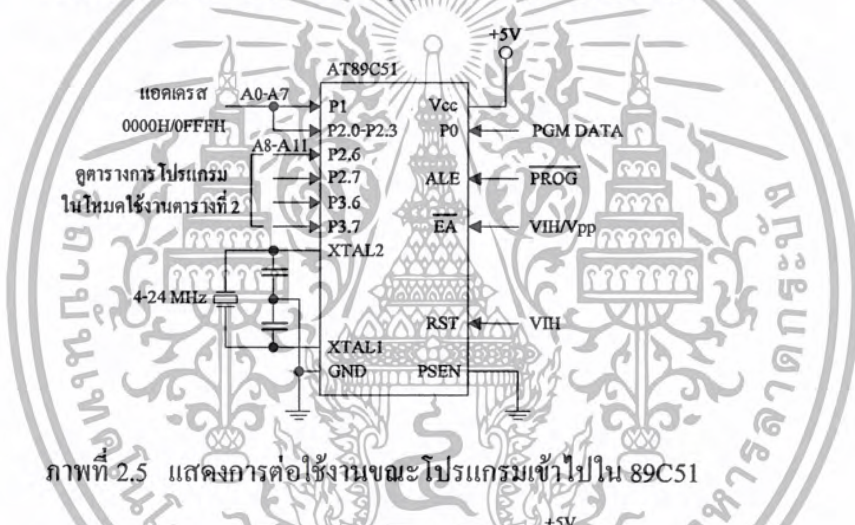 +5V
AT89C51
แอดเดรส A0-A7 P1 Vcc
0000H/0FFFH P2.0-P2.3 P0 PGM DATA
A8-A11 P2.6
ดูตารางการโปรแกรม P2.7 ALE PROG
ในโหมดใช้งานตารางที่ 2 P3.6
P3.7 EA VIH/Vpp
XTAL2
4-24 MHz
RST VIH
XTAL1
GND PSEN
ภาพที่ 2.5 แสดงการต่อใช้งานขณะโปรแกรมเข้าไปใน 89C51
+5V